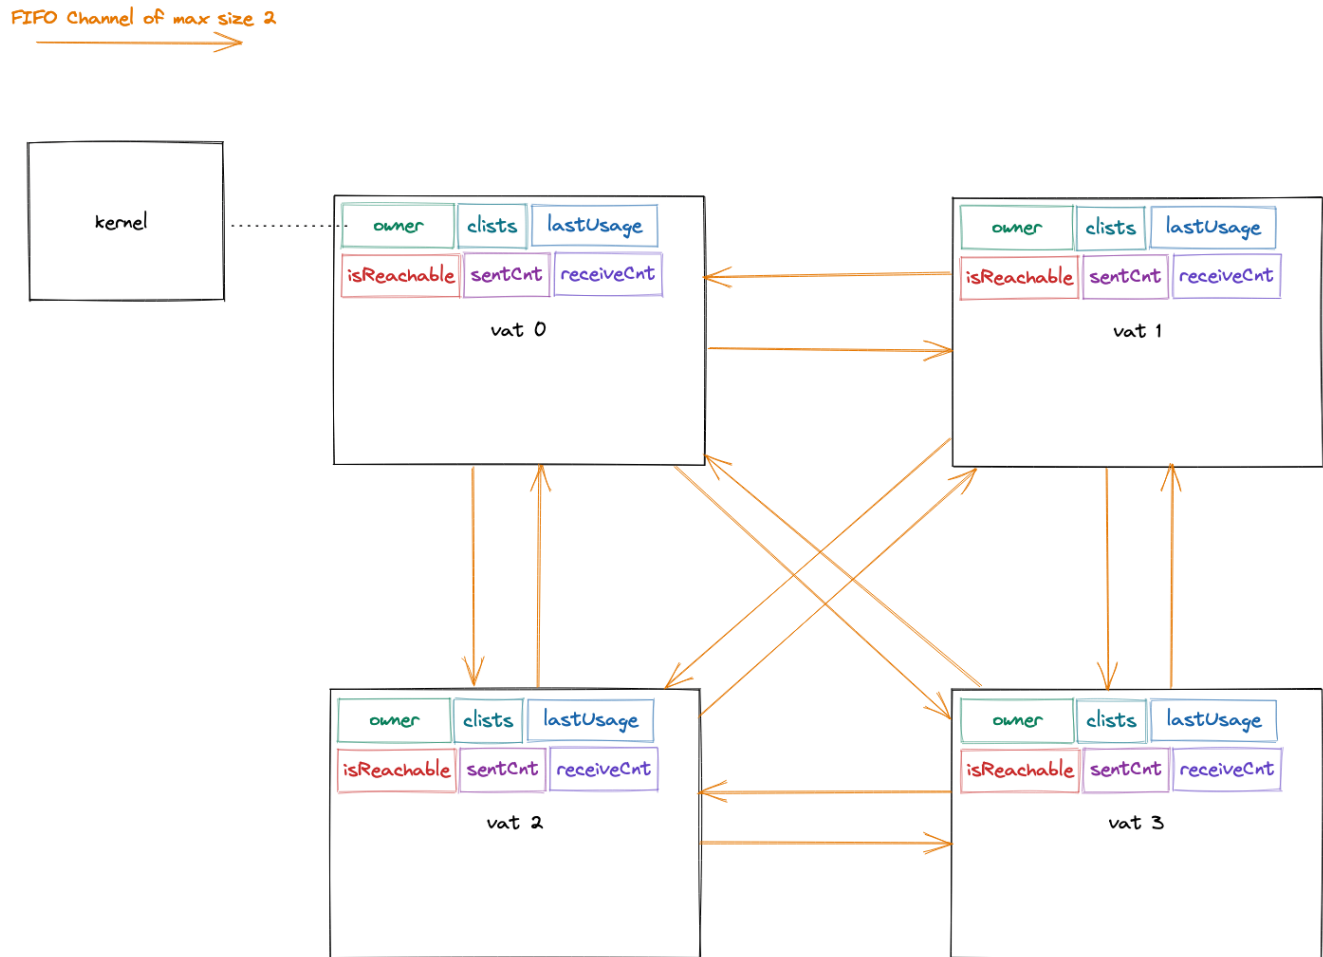 FIFO Channel of max size 2
kernel
owner clists lastUsage
isReachable sentCnt receiveCnt
vat 0
owner clists lastUsage
isReachable sentCnt receiveCnt
vat 1
owner clists lastUsage
isReachable sentCnt receiveCnt
vat 2
owner clists lastUsage
isReachable sentCnt receiveCnt
vat 3